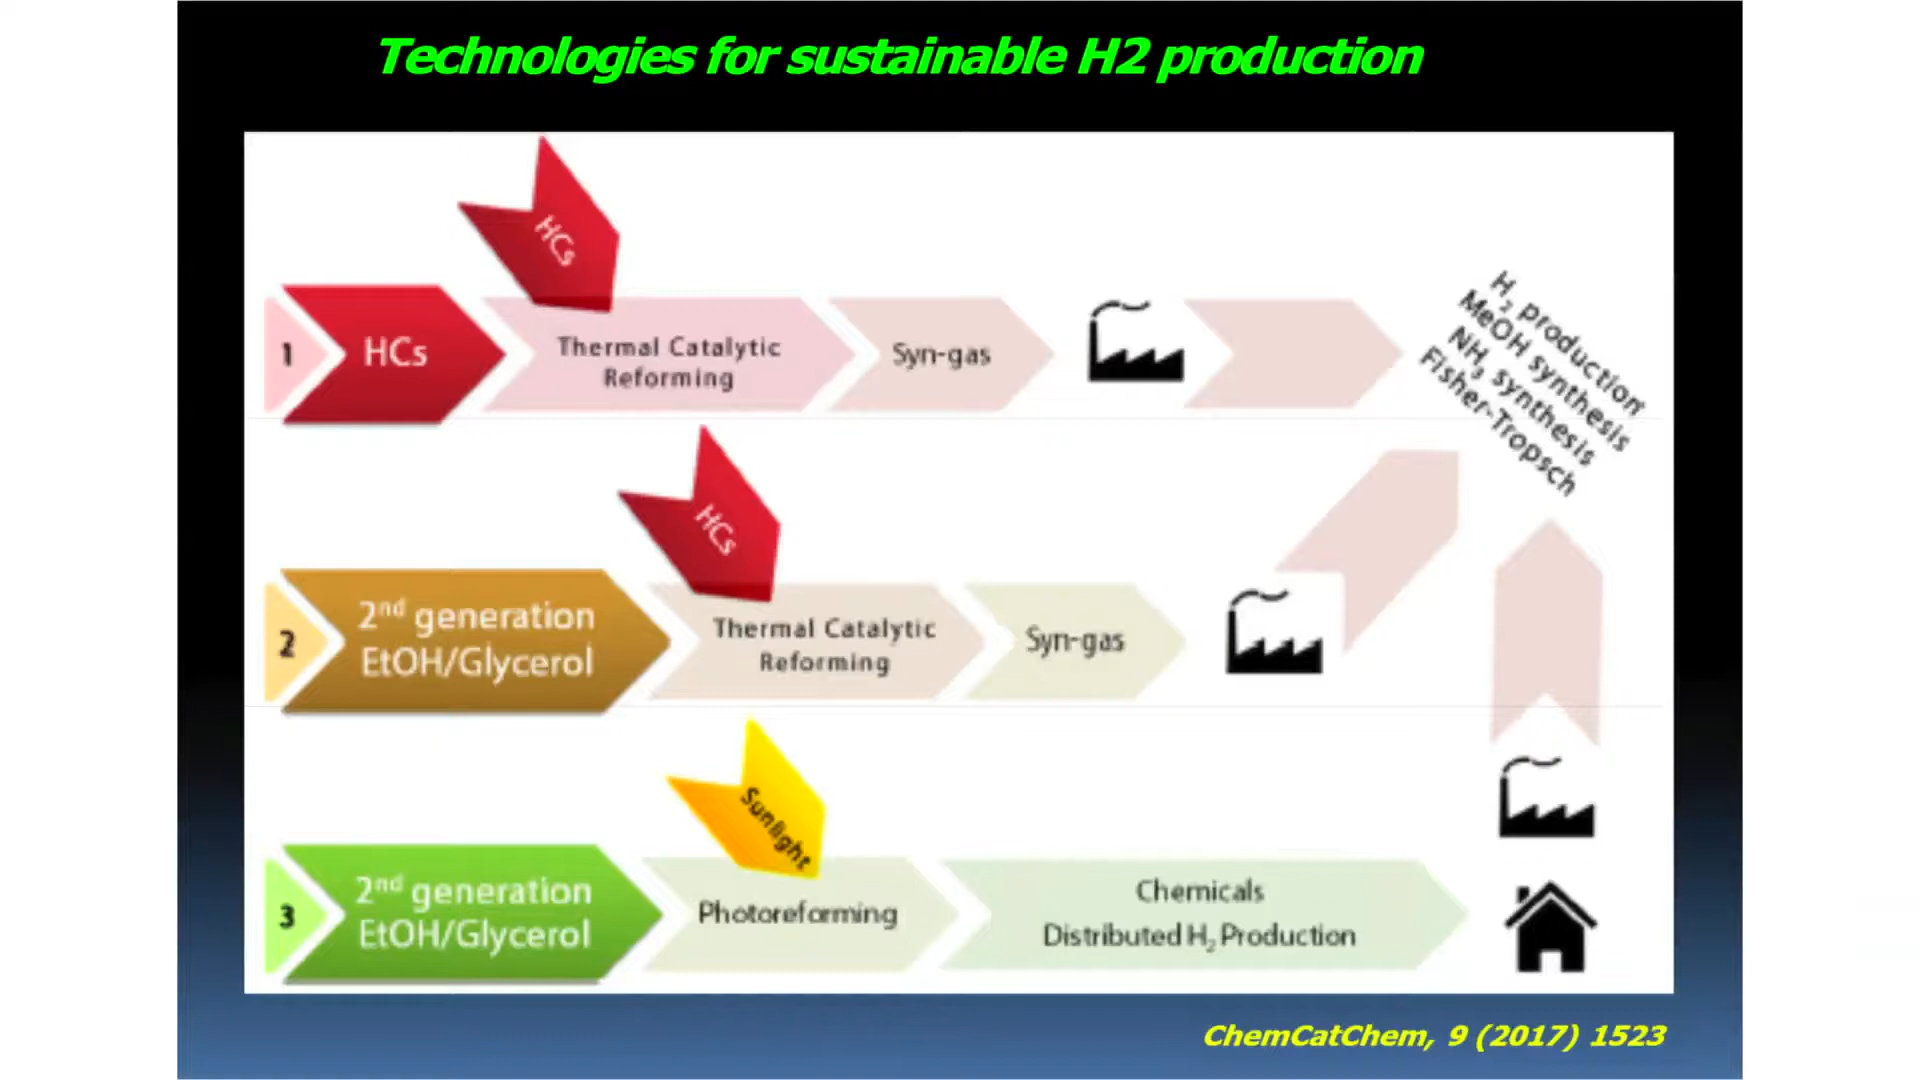 Technologies for sustainable H2 production
HCs
1
HCs
Thermal Catalytic
Reforming
Syn-gas
H2 production
MeOH Synthesis
NH3 Synthesis
Fisher-Tropsch
HCs
2
2nd generation
EtOH/Glycerol
Thermal Catalytic
Reforming
Syn-gas
Sunlight
3
2nd generation
EtOH/Glycerol
Photoreforming
Chemicals
Distributed H2 Production
ChemCatChem, 9 (2017) 1523